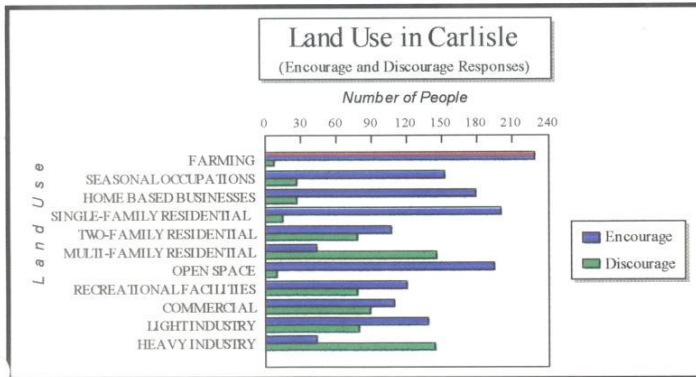 Land Use in Carlisle
(Encourage and Discourage Responses)
Number of People
0 30 60 90 120 150 180 210 240
Land Use
FARMING
SEASONAL OCCUPATIONS
HOME BASED BUSINESSES
SINGLE-FAMILY RESIDENTIAL
TWO-FAMILY RESIDENTIAL
MULTI-FAMILY RESIDENTIAL
OPEN SPACE
RECREATIONAL FACILITIES
COMMERCIAL
LIGHT INDUSTRY
HEAVY INDUSTRY
Encourage
Discourage